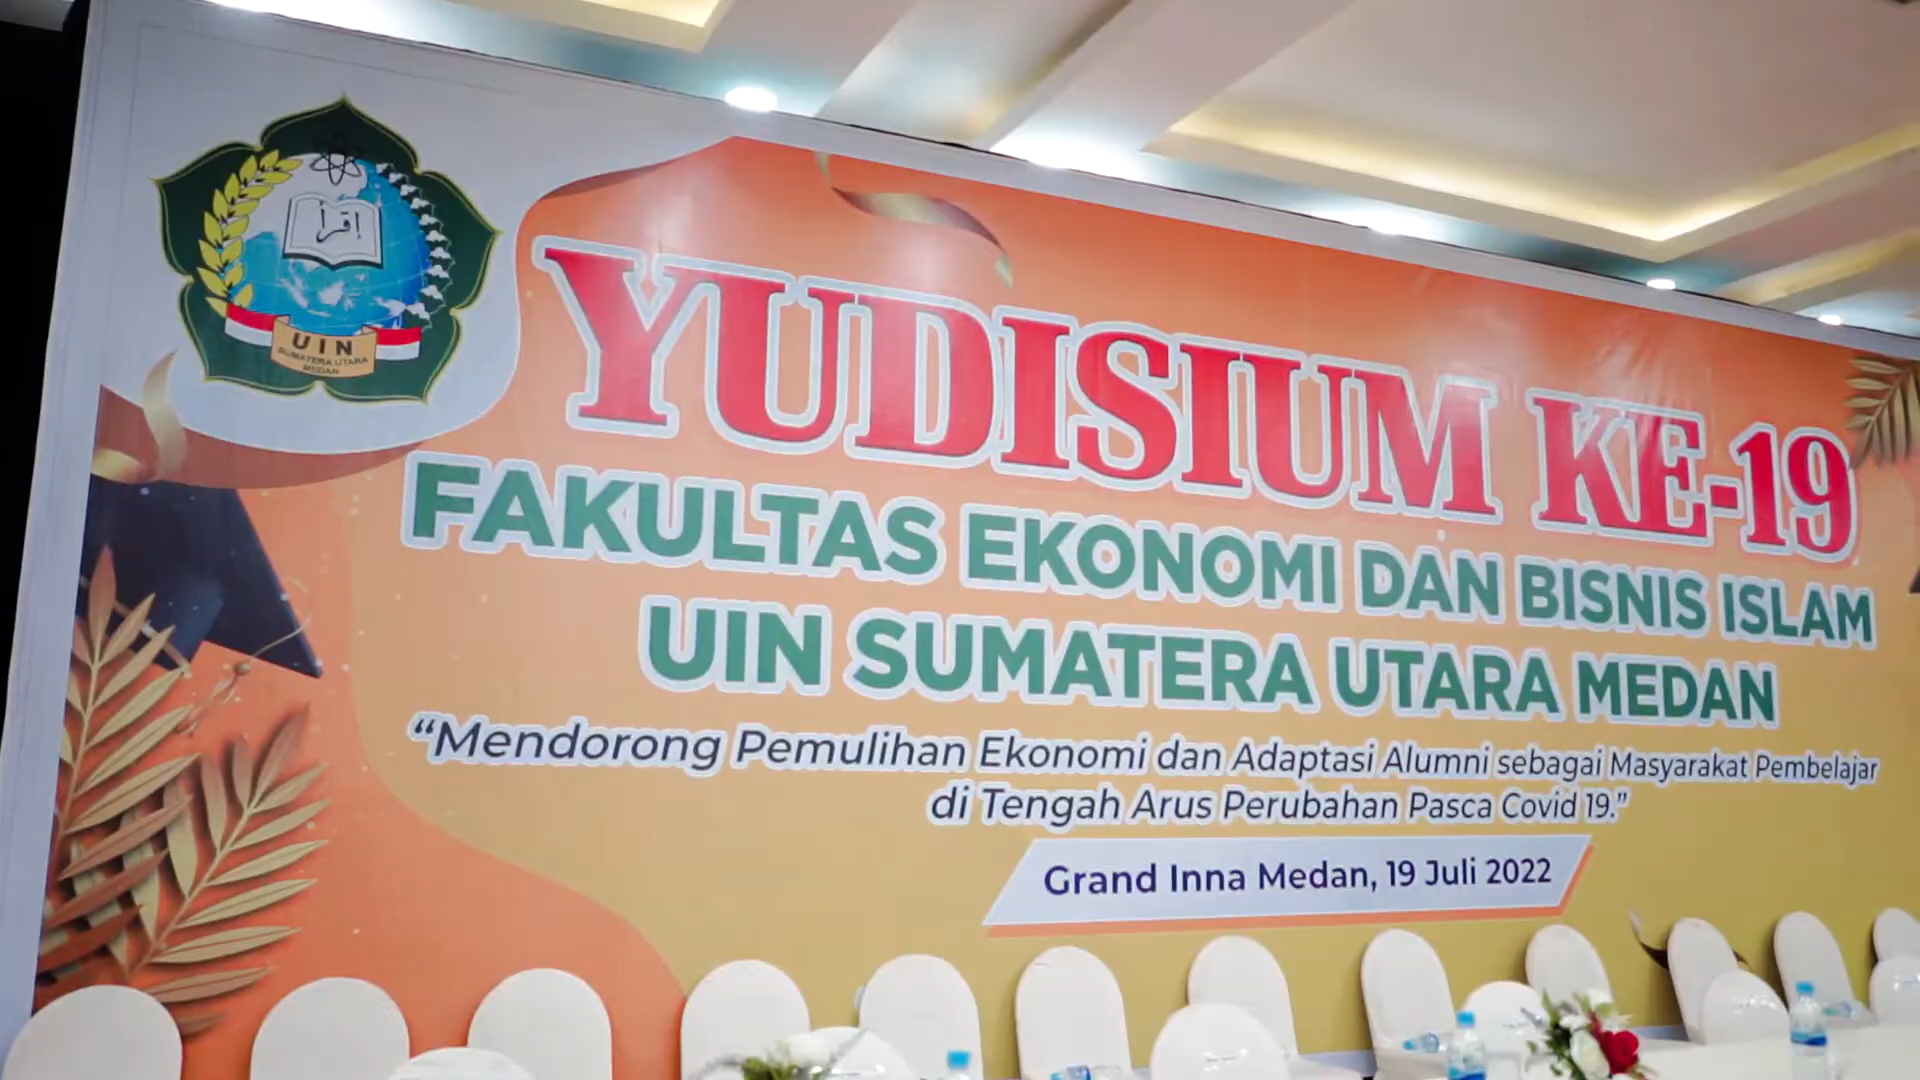 اقرأ
UIN
SUMATERA UTARA
MEDAN
YUDISIUM KE-19
FAKULTAS EKONOMI DAN BISNIS ISLAM
UIN SUMATERA UTARA MEDAN
“Mendorong Pemulihan Ekonomi dan Adaptasi Alumni sebagai Masyarakat Pembelajar
di Tengah Arus Perubahan Pasca Covid 19.”
Grand Inna Medan, 19 Juli 2022